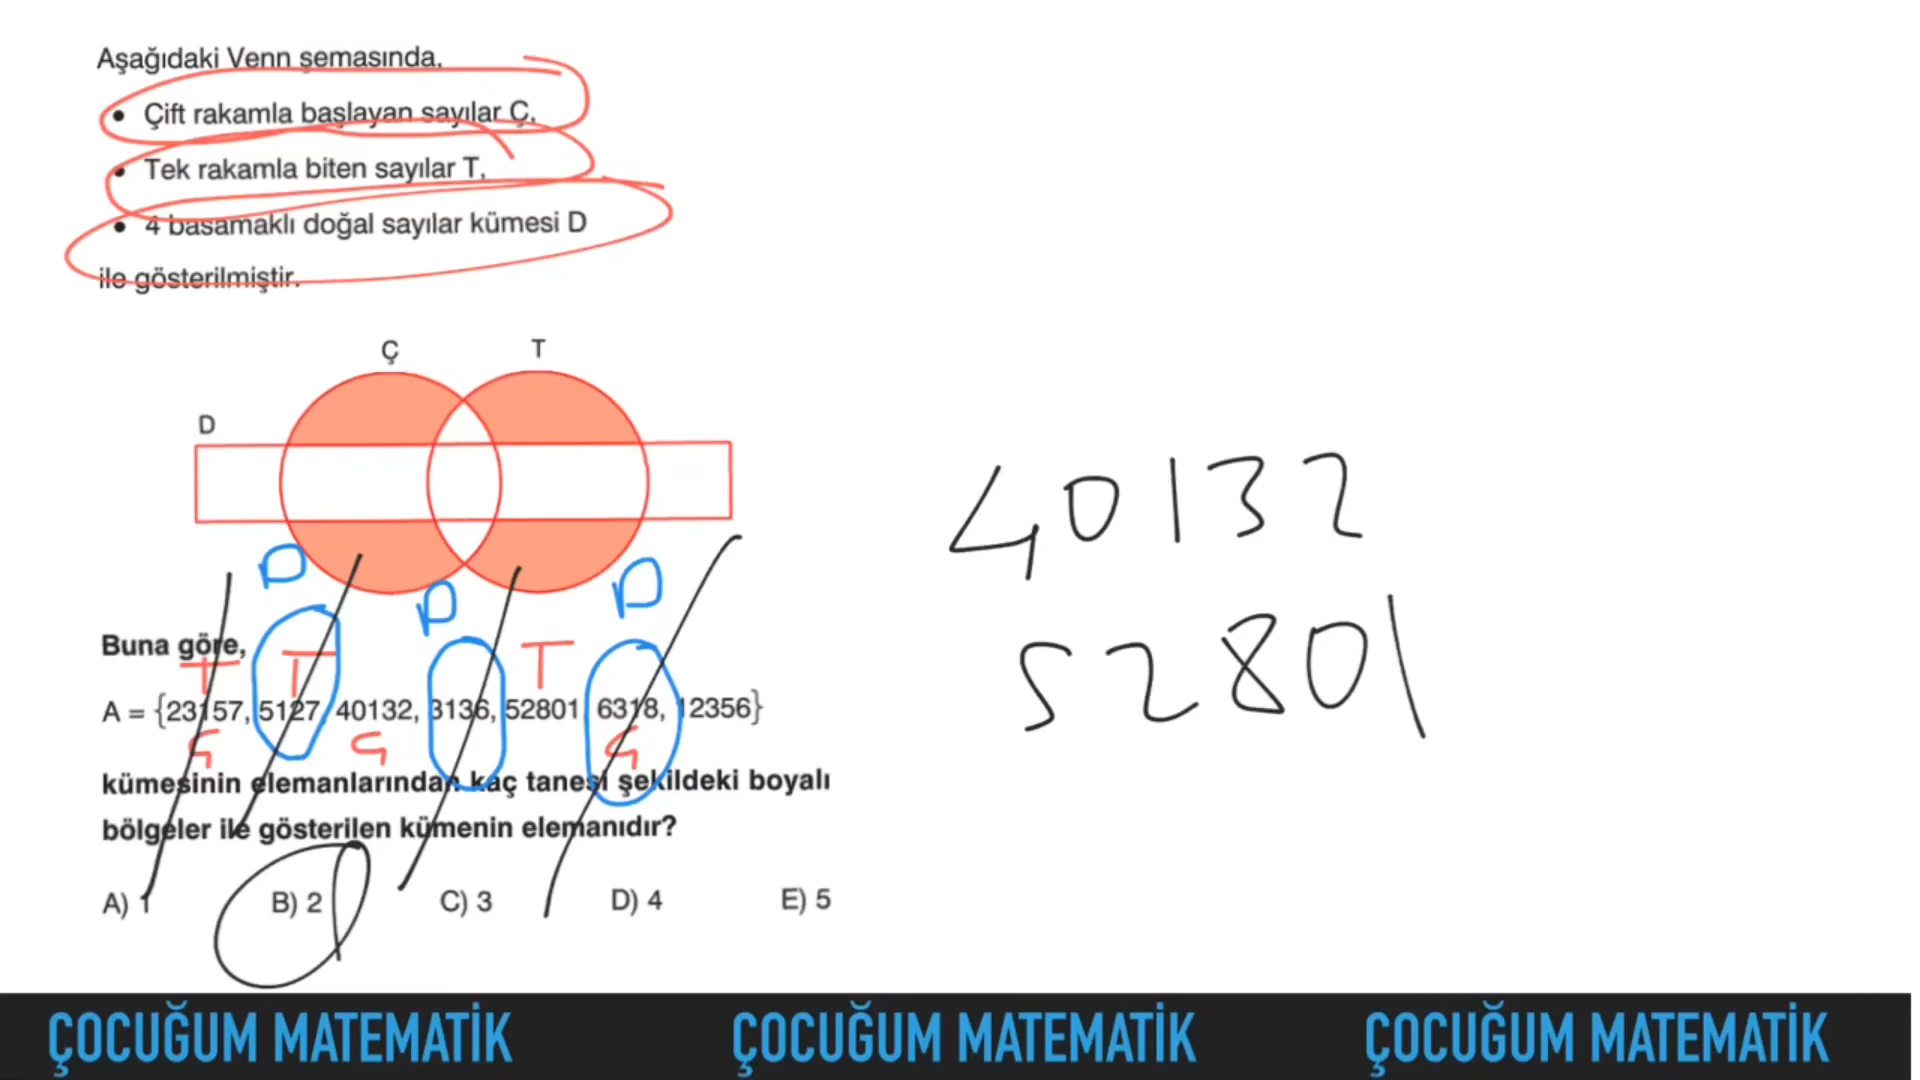 Aşağıdaki Venn şemasında,
• Çift rakamla başlayan sayılar Ç,
• Tek rakamla biten sayılar T,
• 4 basamaklı doğal sayılar kümesi D
ile gösterilmiştir.
Ç T
D
40132
52801
D D D
Buna göre,
T T T
A = {23157, 5127, 40132, 3136, 52801, 6318, 12356}
Ç Ç Ç
kümesinin elemanlarından kaç tanesi şekildeki boyalı
bölgeler ile gösterilen kümenin elemanıdır?
A) 1 B) 2 C) 3 D) 4 E) 5
ÇOCUĞUM MATEMATİK ÇOCUĞUM MATEMATİK ÇOCUĞUM MATEMATİK